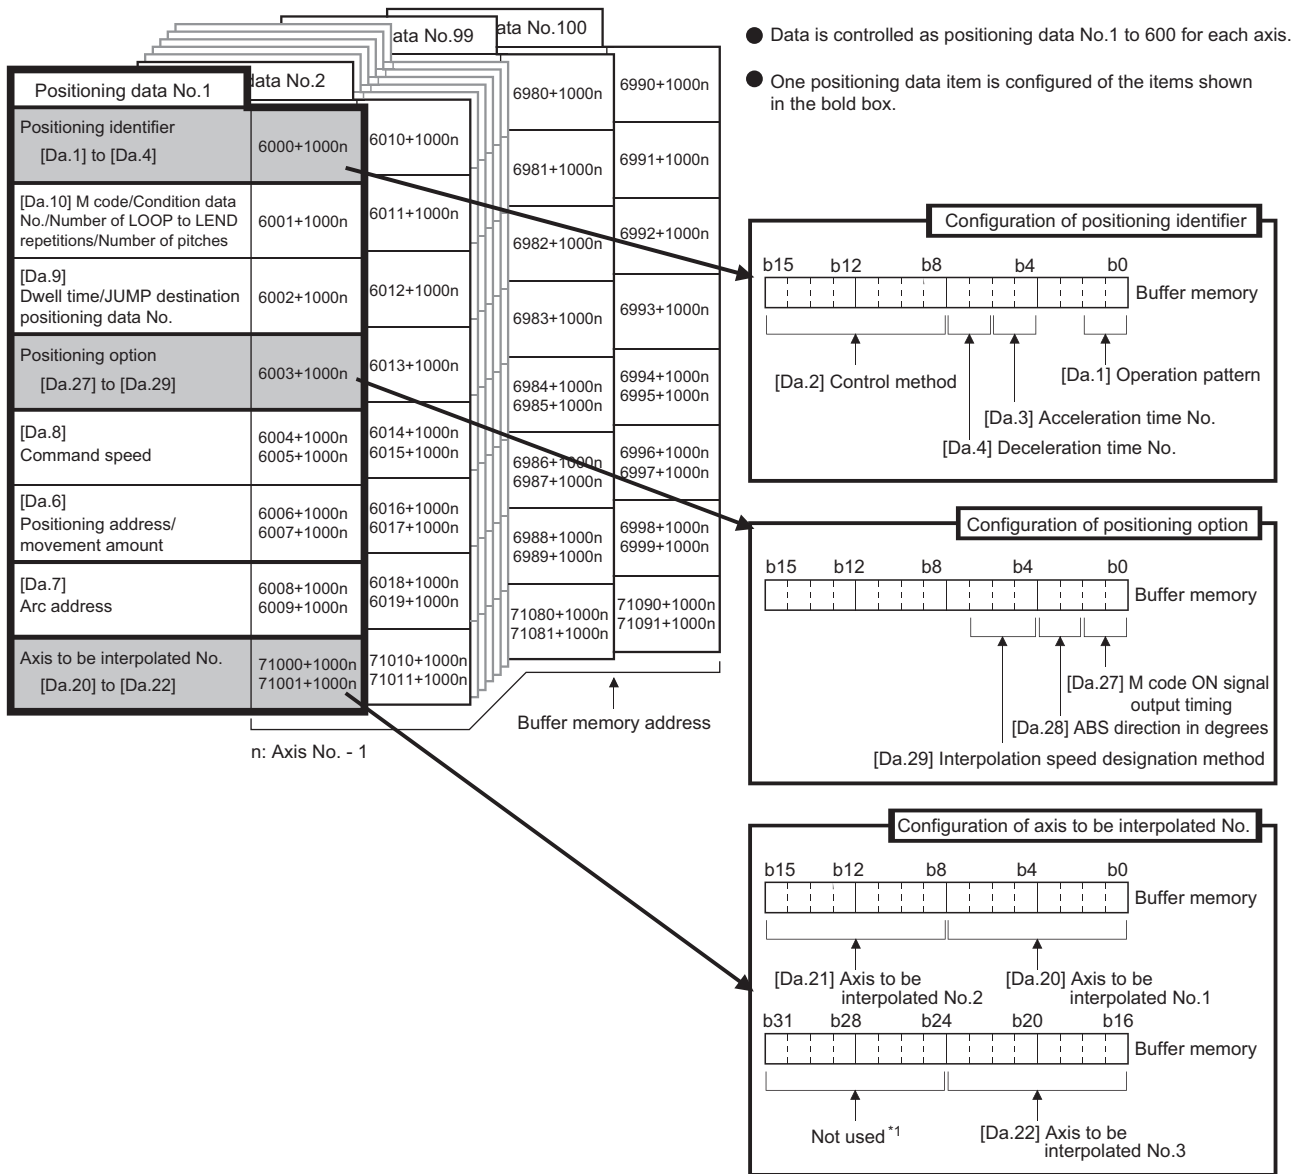 ata No.99
ata No.100
data No.2
Positioning data No.1
Positioning identifier
[Da.1] to [Da.4]
6000+1000n
6010+1000n
6980+1000n
6990+1000n
[Da.10] M code/Condition data
No./Number of LOOP to LEND
repetitions/Number of pitches
6001+1000n
6011+1000n
6981+1000n
6991+1000n
[Da.9]
Dwell time/JUMP destination
positioning data No.
6002+1000n
6012+1000n
6982+1000n
6992+1000n
Positioning option
[Da.27] to [Da.29]
6003+1000n
6013+1000n
6983+1000n
6993+1000n
[Da.8]
Command speed
6004+1000n
6005+1000n
6014+1000n
6015+1000n
6984+1000n
6985+1000n
6994+1000n
6995+1000n
[Da.6]
Positioning address/
movement amount
6006+1000n
6007+1000n
6016+1000n
6017+1000n
6986+1000n
6987+1000n
6996+1000n
6997+1000n
[Da.7]
Arc address
6008+1000n
6009+1000n
6018+1000n
6019+1000n
6988+1000n
6989+1000n
6998+1000n
6999+1000n
Axis to be interpolated No.
[Da.20] to [Da.22]
71000+1000n
71001+1000n
71010+1000n
71011+1000n
71080+1000n
71081+1000n
71090+1000n
71091+1000n
Buffer memory address
n: Axis No. - 1
● Data is controlled as positioning data No.1 to 600 for each axis.
● One positioning data item is configured of the items shown
in the bold box.
Configuration of positioning identifier
b15 b12 b8 b4 b0
Buffer memory
[Da.2] Control method
[Da.1] Operation pattern
[Da.3] Acceleration time No.
[Da.4] Deceleration time No.
Configuration of positioning option
b15 b12 b8 b4 b0
Buffer memory
[Da.27] M code ON signal
output timing
[Da.28] ABS direction in degrees
[Da.29] Interpolation speed designation method
Configuration of axis to be interpolated No.
b15 b12 b8 b4 b0
Buffer memory
[Da.21] Axis to be
interpolated No.2
[Da.20] Axis to be
interpolated No.1
b31 b28 b24 b20 b16
Buffer memory
Not used *1
[Da.22] Axis to be
interpolated No.3